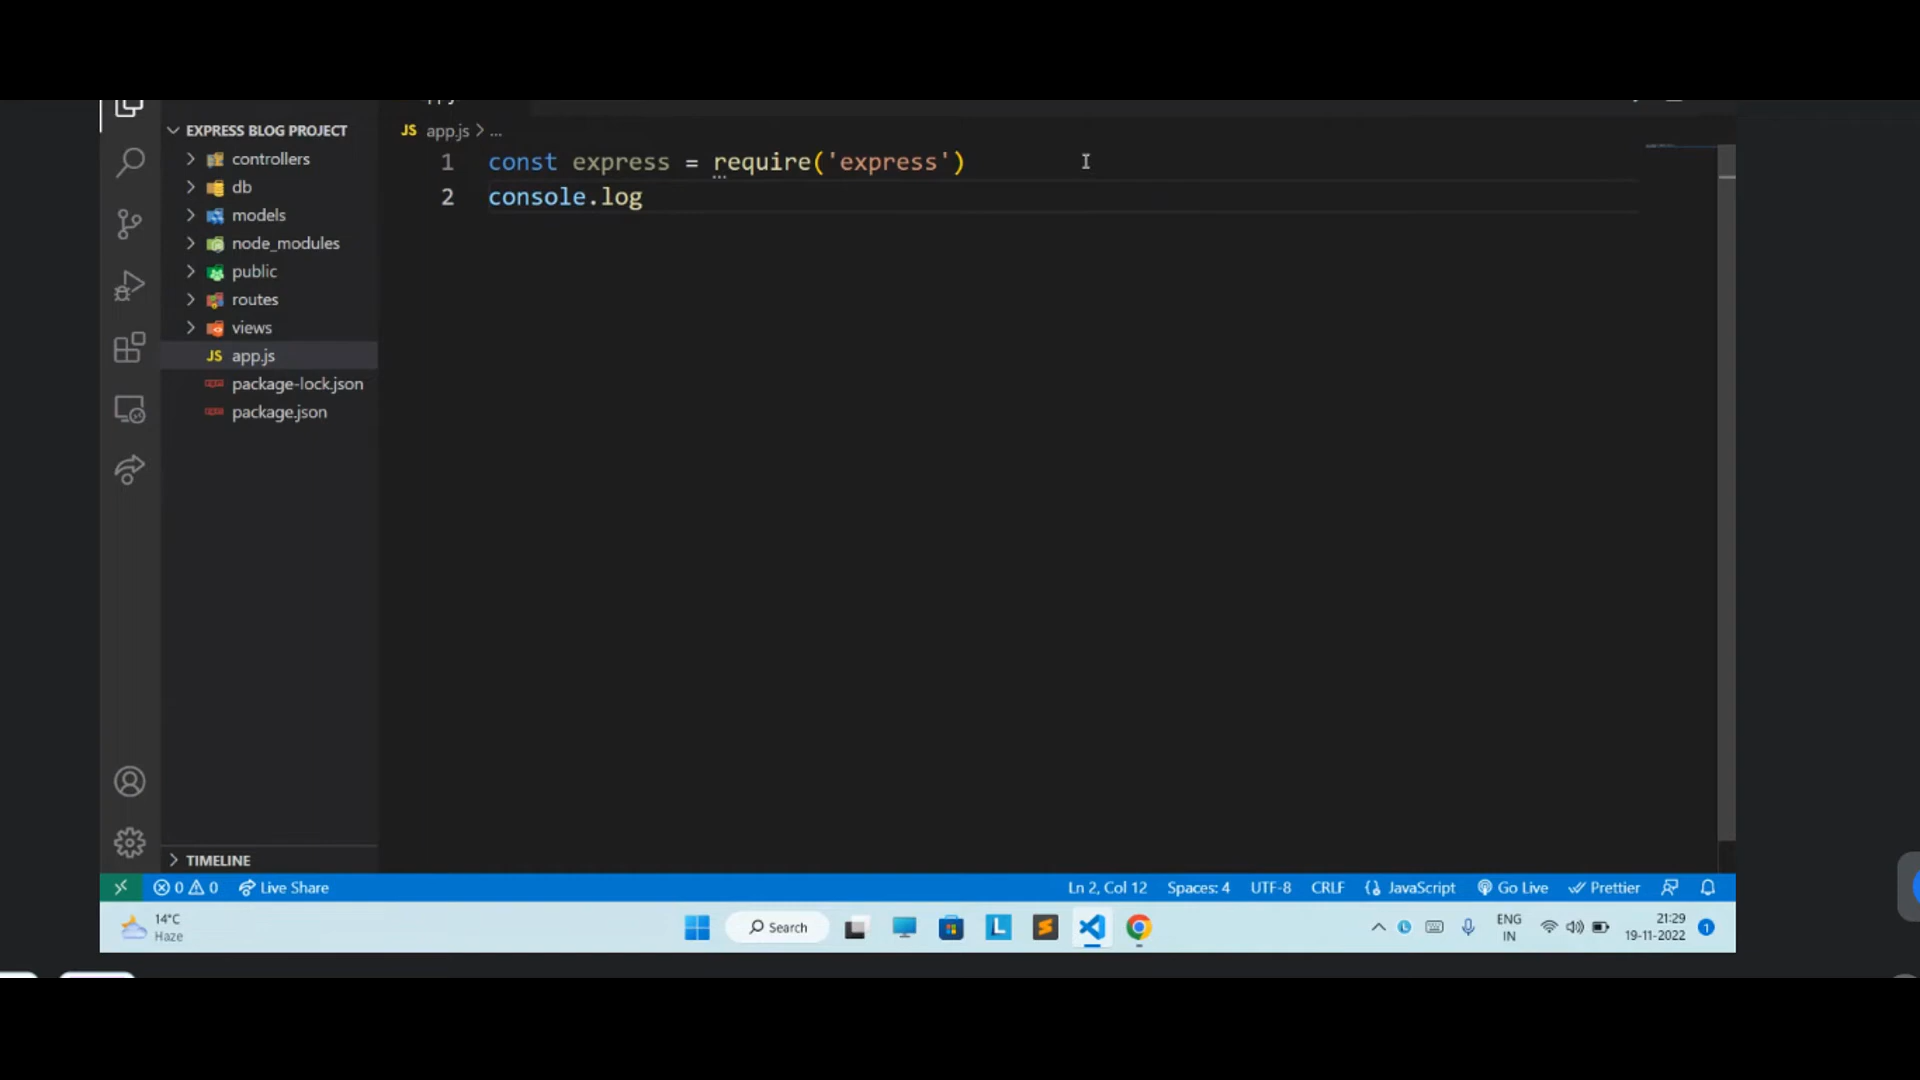 EXPRESS BLOG PROJECT
controllers
db
models
node_modules
public
routes
views
JS app.js
package-lock.json
package.json
TIMELINE
JS app.js > ...
1 const express = require('express')
2 console.log
0 0 Live Share
Ln 2, Col 12 Spaces: 4 UTF-8 CRLF JavaScript Go Live Prettier
14°C
Haze
Search
ENG
IN
21:29
19-11-2022
1